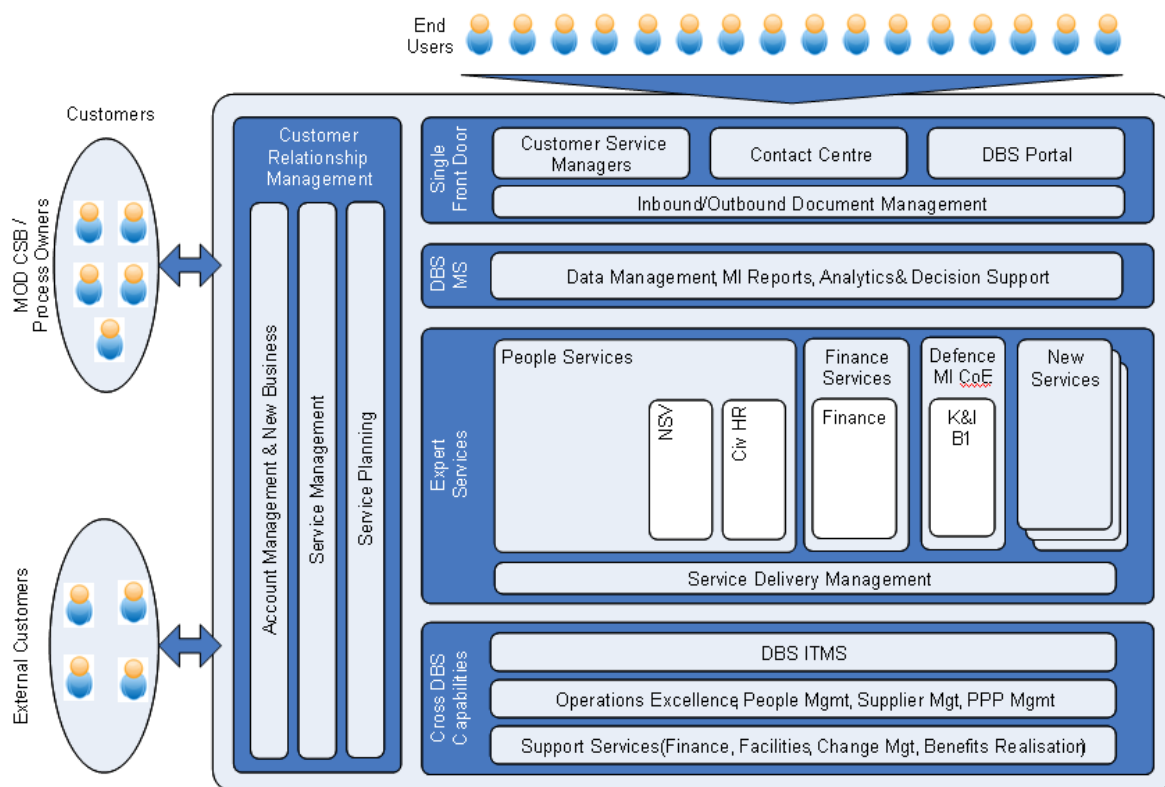 End
Users
Customers
MOD CSB /
Process Owners
External Customers
Customer
Relationship
Management
Account Management & New Business
Service Management
Service Planning
Single
Front Door
Customer Service
Managers
Contact Centre
DBS Portal
Inbound/Outbound Document Management
DBS
MS
Data Management, MI Reports, Analytics& Decision Support
Expert
Services
People Services
NSV
Civ HR
Finance
Services
Finance
Defence
MI CoE
K&I
B1
New
Services
Service Delivery Management
Cross DBS
Capabilities
DBS ITMS
Operations Excellence, People Mgmt, Supplier Mgt, PPP Mgmt
Support Services(Finance, Facilities, Change Mgt, Benefits Realisation)